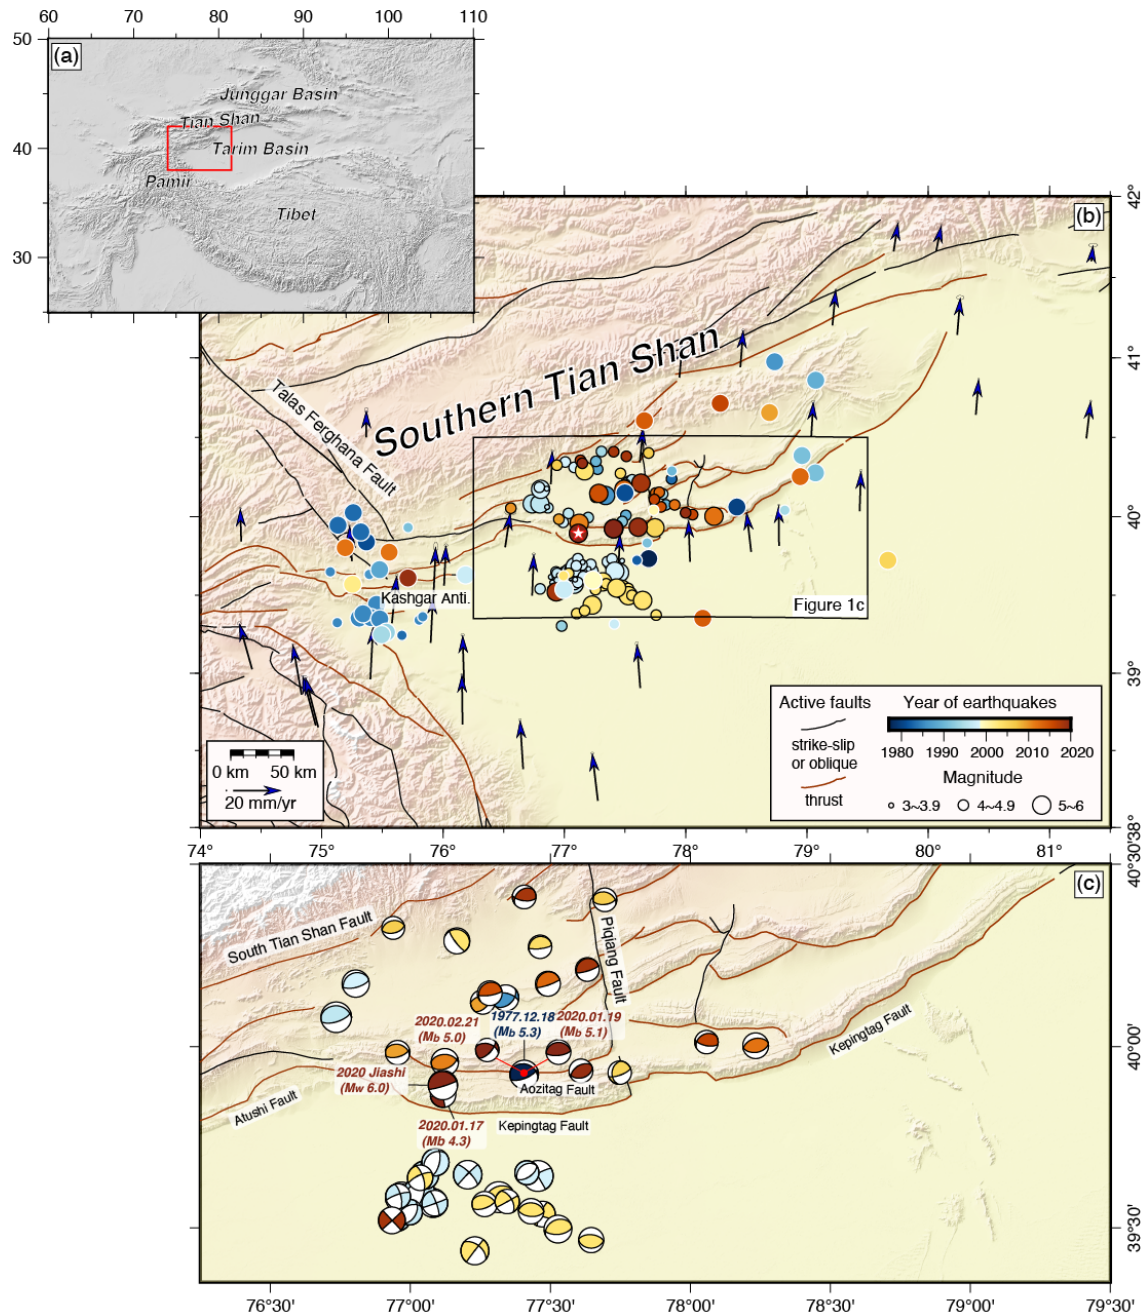 60 70 80 90 100 110
50
(a)
Junggar Basin
Tian Shan
40
Tarim Basin
Pamir
Tibet
30
42°
(b)
Southern Tian Shan
41°
Talas Ferghana Fault
40°
Kashgar Anti.
Figure 1c
39°
Active faults
strike-slip
or oblique
thrust
Year of earthquakes
1980 1990 2000 2010 2020
Magnitude
3~3.9 4~4.9 5~6
0 km 50 km
20 mm/yr
38°
74° 75° 76° 77° 78° 79° 80° 81°
40°30'
(c)
South Tian Shan Fault
Piqiang Fault
2020.02.21
(Mb 5.0)
1977.12.18
(Mb 5.3)
2020.01.19
(Mb 5.1)
Kepingtag Fault
40°00'
2020 Jiashi
(Mw 6.0)
Aozitag Fault
Atushi Fault
2020.01.17
(Mb 4.3)
Kepingtag Fault
39°30'
76°30' 77°00' 77°30' 78°00' 78°30' 79°00' 79°30'